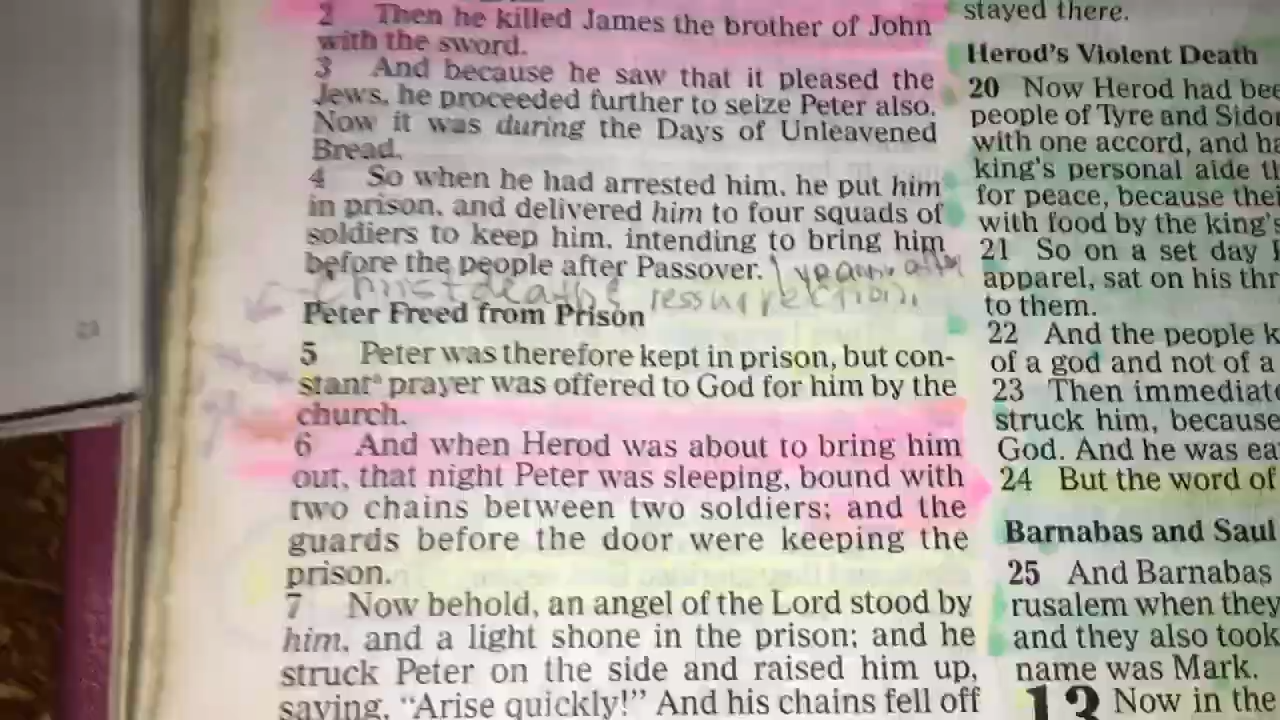 2 Then he killed James the brother of John
with the sword.
3 And because he saw that it pleased the
Jews, he proceeded further to seize Peter also.
Now it was during the Days of Unleavened
Bread.
4 So when he had arrested him, he put him
in prison, and delivered him to four squads of
soldiers to keep him, intending to bring him
before the people after Passover.
Christ death & ressurrection.
Peter Freed from Prison
5 Peter was therefore kept in prison, but con-
stantª prayer was offered to God for him by the
church.
6 And when Herod was about to bring him
out, that night Peter was sleeping, bound with
two chains between two soldiers; and the
guards before the door were keeping the
prison.
7 Now behold, an angel of the Lord stood by
him, and a light shone in the prison; and he
struck Peter on the side and raised him up,
saying, “Arise quickly!” And his chains fell off
stayed there.
Herod’s Violent Death
20 Now Herod had bee
people of Tyre and Sido
with one accord, and ha
king’s personal aide th
for peace, because thei
with food by the king’s
21 So on a set day
apparel, sat on his thr
to them.
22 And the people k
of a god and not of a
23 Then immediate
struck him, because
God. And he was ea
24 But the word of
Barnabas and Saul
25 And Barnabas
rusalem when they
and they also took
name was Mark.
13 Now in the